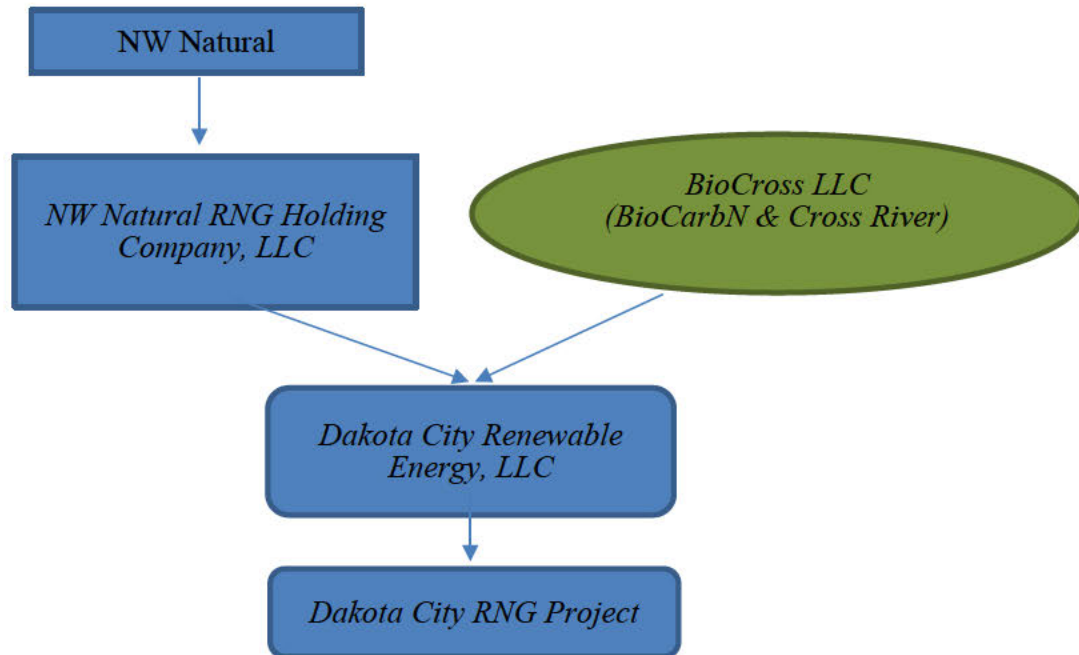 NW Natural
NW Natural RNG Holding
Company, LLC
BioCross LLC
(BioCarbN & Cross River)
Dakota City Renewable
Energy, LLC
Dakota City RNG Project